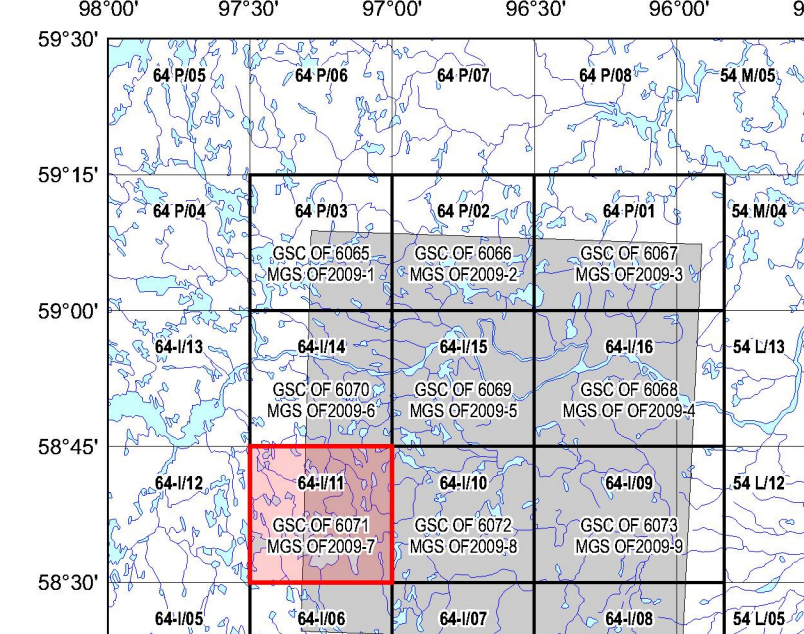 98°00' 97°30' 97°00' 96°30' 96°00' 9
59°30'
64 P/05 64 P/06 64 P/07 64 P/08 54 M/05
59°15'
64 P/04 64 P/03 64 P/02 64 P/01 54 M/04
GSC OF 6065 GSC OF 6066 GSC OF 6067
MGS OF2009-1 MGS OF2009-2 MGS OF2009-3
59°00'
64-I/13 64-I/14 64-I/15 64-I/16 54 L/13
GSC OF 6070 GSC OF 6069 GSC OF 6068
MGS OF2009-6 MGS OF2009-5 MGS OF OF2009-4
58°45'
64-I/12 64-I/11 64-I/10 64-I/09 54 L/12
GSC OF 6071 GSC OF 6072 GSC OF 6073
MGS OF2009-7 MGS OF2009-8 MGS OF2009-9
58°30'
64-I/05 64-I/06 64-I/07 64-I/08 54 L/05